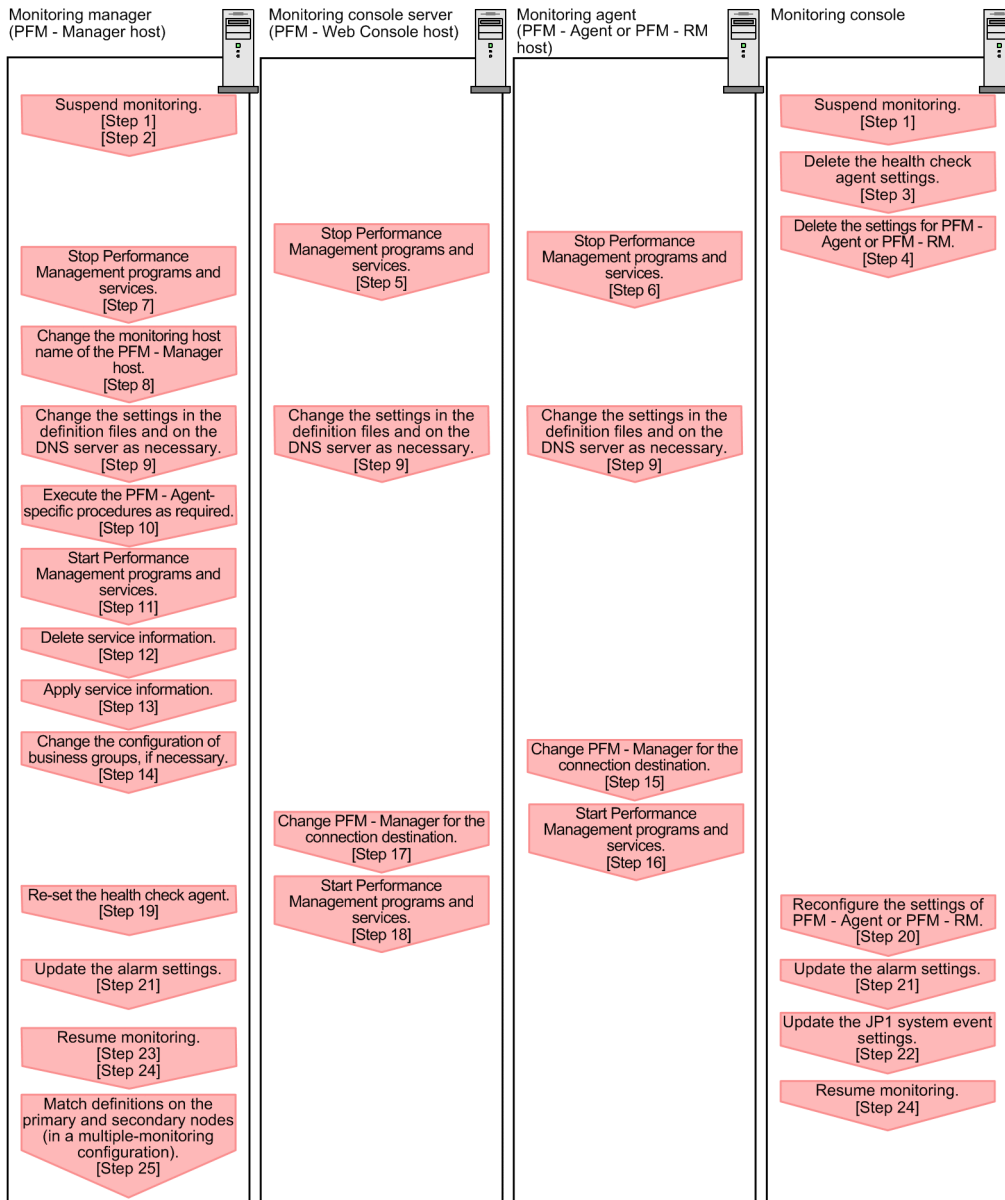 Monitoring manager
(PFM - Manager host)
Suspend monitoring.
[Step 1]
[Step 2]
Stop Performance
Management programs and
services.
[Step 7]
Change the monitoring host
name of the PFM - Manager
host.
[Step 8]
Change the settings in the
definition files and on the
DNS server as necessary.
[Step 9]
Execute the PFM - Agent-
specific procedures as required.
[Step 10]
Start Performance
Management programs and
services.
[Step 11]
Delete service information.
[Step 12]
Apply service information.
[Step 13]
Change the configuration of
business groups, if necessary.
[Step 14]
Re-set the health check agent.
[Step 19]
Update the alarm settings.
[Step 21]
Resume monitoring.
[Step 23]
[Step 24]
Match definitions on the
primary and secondary nodes
(in a multiple-monitoring
configuration).
[Step 25]
Monitoring console server
(PFM - Web Console host)
Stop Performance
Management programs and
services.
[Step 5]
Change the settings in the
definition files and on the
DNS server as necessary.
[Step 9]
Change PFM - Manager for the
connection destination.
[Step 17]
Start Performance
Management programs and
services.
[Step 18]
Monitoring agent
(PFM - Agent or PFM - RM
host)
Stop Performance
Management programs and
services.
[Step 6]
Change the settings in the
definition files and on the
DNS server as necessary.
[Step 9]
Change PFM - Manager for the
connection destination.
[Step 15]
Start Performance
Management programs and
services.
[Step 16]
Monitoring console
Suspend monitoring.
[Step 1]
Delete the health check
agent settings.
[Step 3]
Delete the settings for PFM -
Agent or PFM - RM.
[Step 4]
Reconfigure the settings of
PFM - Agent or PFM - RM.
[Step 20]
Update the alarm settings.
[Step 21]
Update the JP1 system event
settings.
[Step 22]
Resume monitoring.
[Step 24]